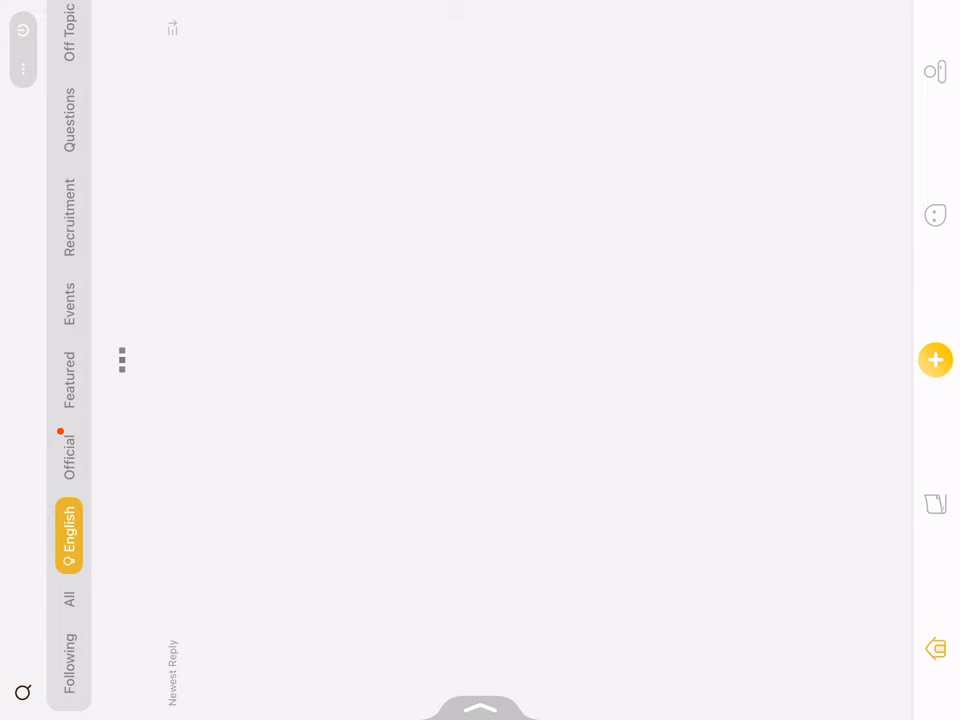 Following
All
English
Official
Featured
Events
Recruitment
Questions
Off Topic
Newest Reply